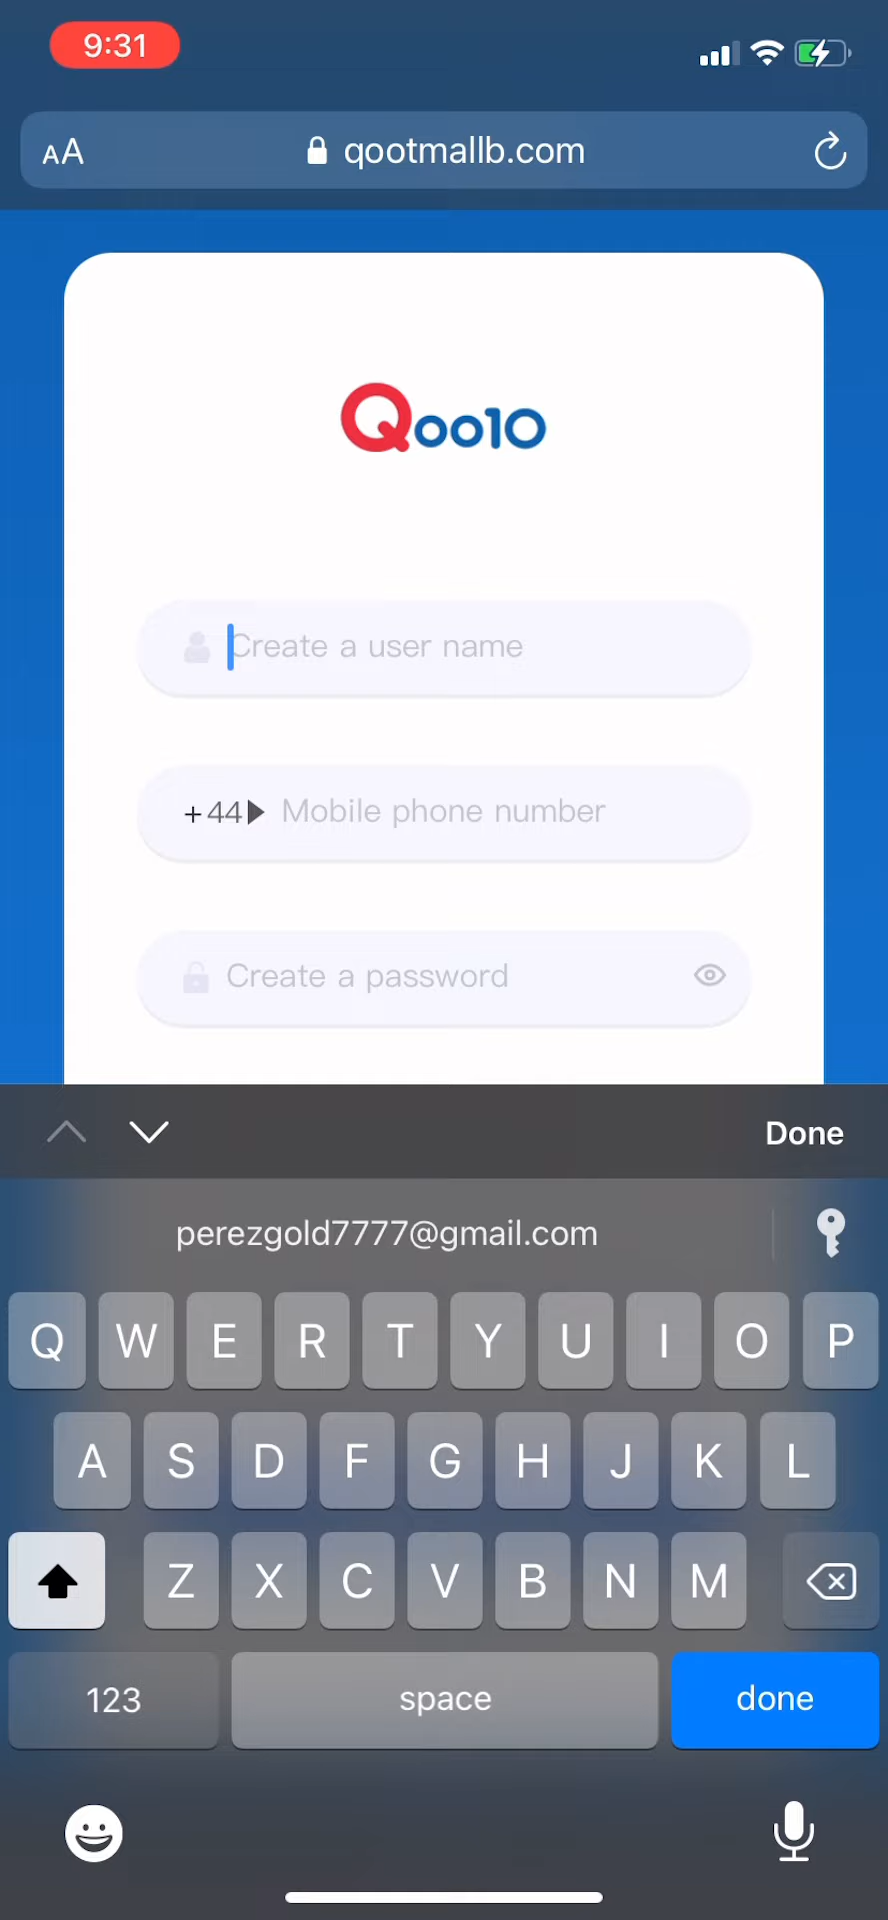 9:31
AA qootmallb.com
Qoo10
Create a user name
+44 Mobile phone number
Create a password
Done
perezgold7777@gmail.com
Q W E R T Y U I O P
A S D F G H J K L
Z X C V B N M
123 space done